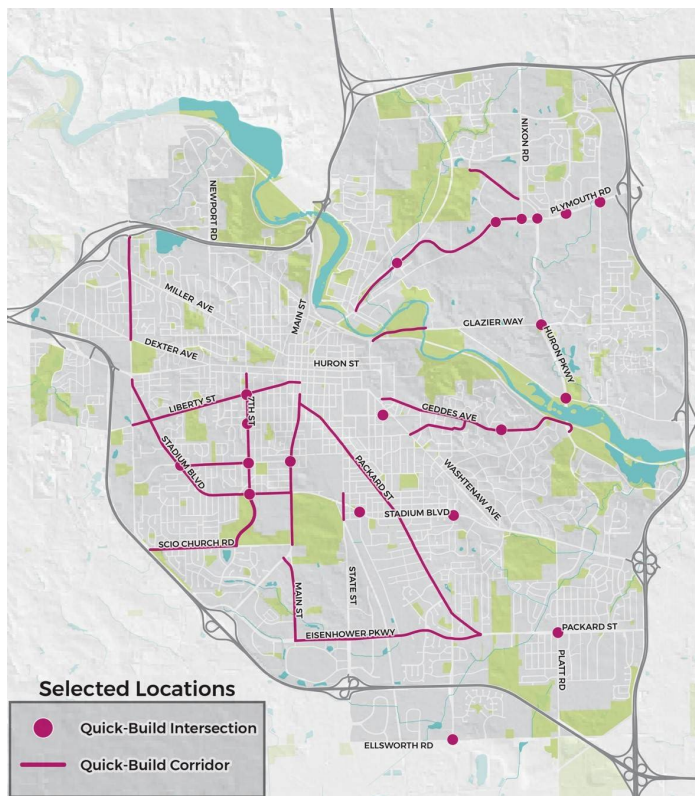 NIXON RD
PLYMOUTH RD
NEWPORT RD
MILLER AVE
MAIN ST
GLAZIER WAY
HURON PKWY
DEXTER AVE
HURON ST
LIBERTY ST
7TH ST
GEDDES AVE
STADIUM BLVD
PACKARD ST
WASHTENAW AVE
STADIUM BLVD
SCIO CHURCH RD
MAIN ST
STATE ST
EISENHOWER PKWY
PACKARD ST
PLATT RD
ELLSWORTH RD
Selected Locations
Quick-Build Intersection
Quick-Build Corridor